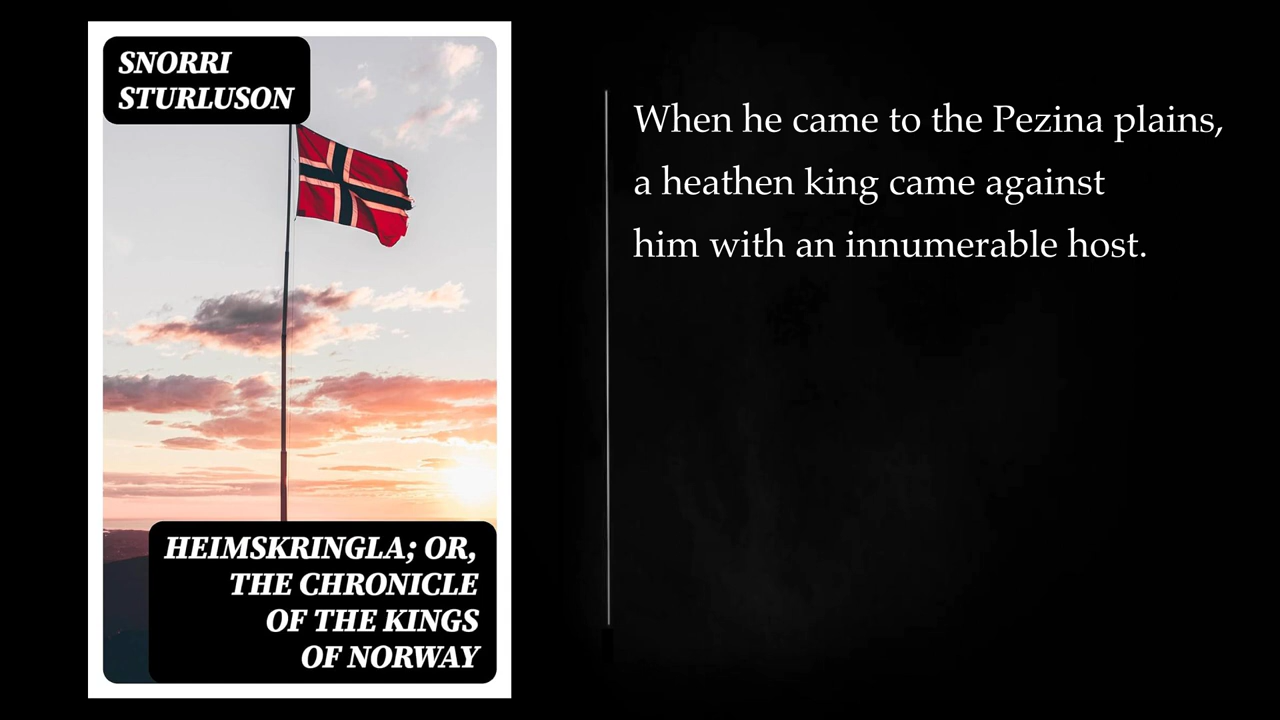 SNORRI
STURLUSON
HEIMSKRINGLA; OR,
THE CHRONICLE
OF THE KINGS
OF NORWAY
When he came to the Pezina plains,
a heathen king came against
him with an innumerable host.